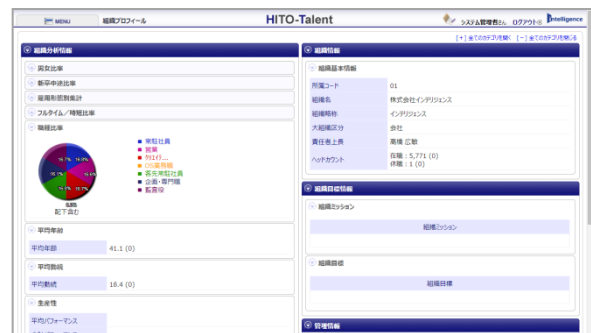 MENU
組織プロフィール
HITO-Talent
システム管理者さん ログアウト
Intelligence
[+] 全てのカテゴリを開く [-] 全てのカテゴリを閉じる
組織分析情報
男女比率
新卒中途比率
雇用形態別集計
フルタイム／時短比率
職種比率
常駐社員
営業
OS業務職
客先常駐社員
企画・専門職
監査役
配下含む
平均年齢
平均年齢 41.1 (0)
平均勤続
平均勤続 18.4 (0)
生産性
平均パフォーマンス
組織情報
組織基本情報
所属コード 01
組織名 株式会社インテリジェンス
組織略称 インテリジェンス
大組織区分 会社
責任者上長 高橋 広敏
ヘッドカウント 在籍：5,771 (0)
休職：1 (0)
組織目標情報
組織ミッション
組織ミッション
組織目標
組織目標
管理情報